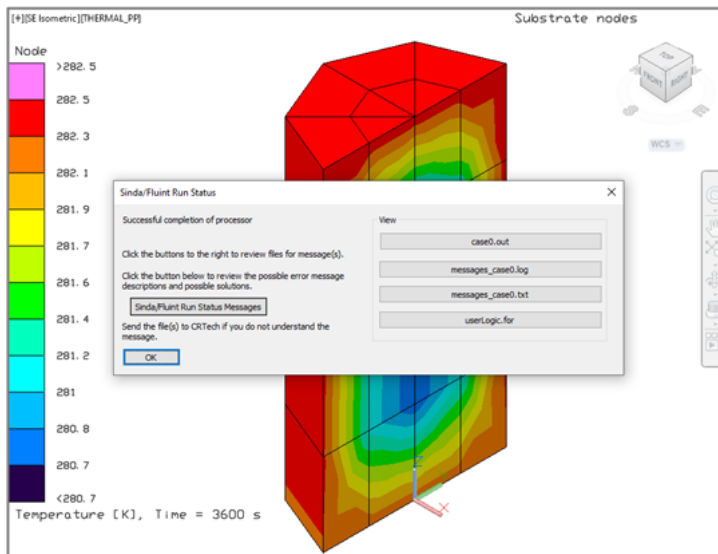 [+][SE Isometric][THERMAL_PP]
Substrate nodes
Node
>282. 5
282. 5
282. 3
282. 1
281. 9
281. 7
281. 6
281. 4
281. 2
281
280. 8
280. 7
<280. 7
TOP
FRONT
RIGHT
S
E
WCS
Sinda/Fluint Run Status
Successful completion of processor
Click the buttons to the right to review files for message(s).
Click the button below to review the possible error message
descriptions and possible solutions.
Sinda/Fluint Run Status Messages
Send the file(s) to CRTech if you do not understand the
message.
OK
View
case0.out
messages_case0.log
messages_case0.txt
userLogic.for
Z
X
Temperature [K], Time = 3600 s